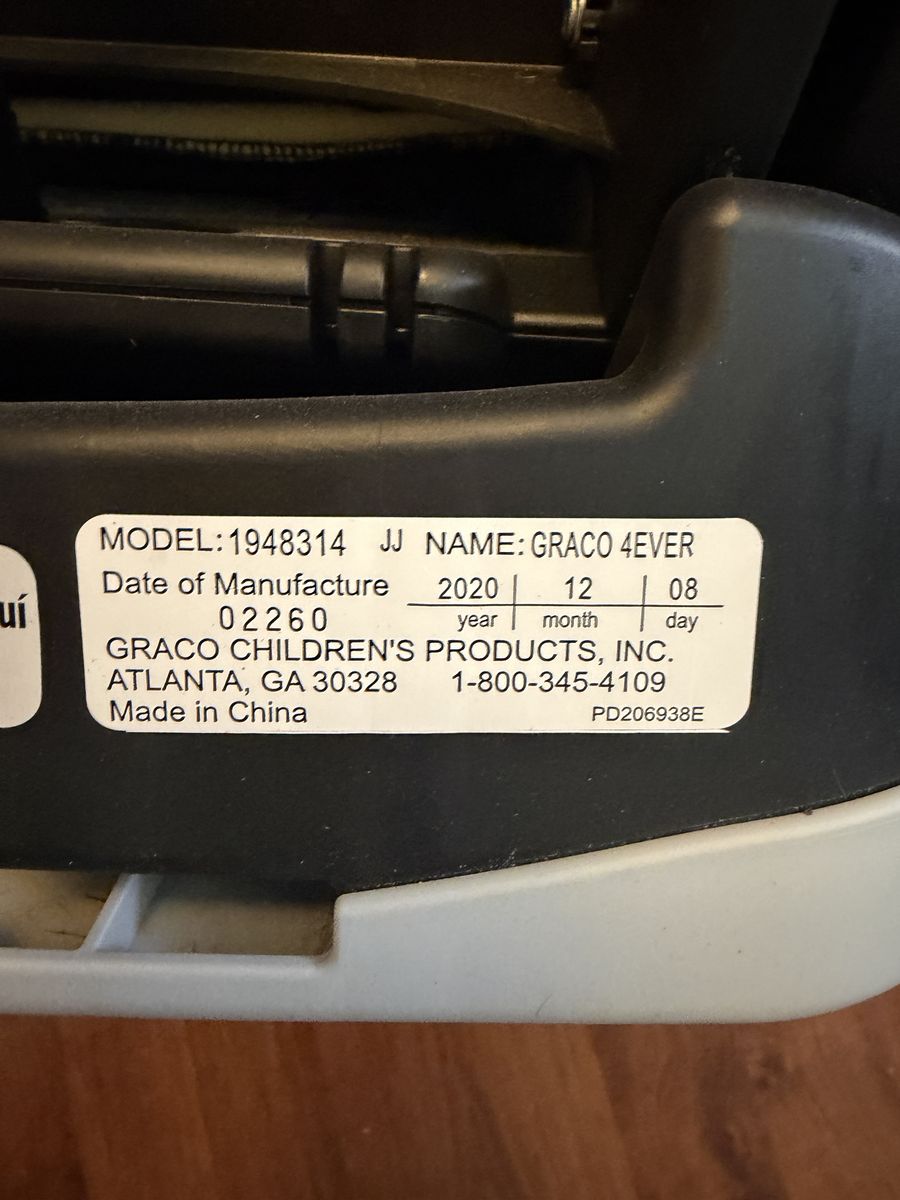 MODEL: 1948314 JJ NAME: GRACO 4EVER
Date of Manufacture 2020 12 08
02260 year month day
GRACO CHILDREN'S PRODUCTS, INC.
ATLANTA, GA 30328 1-800-345-4109
Made in China PD206938E
uí